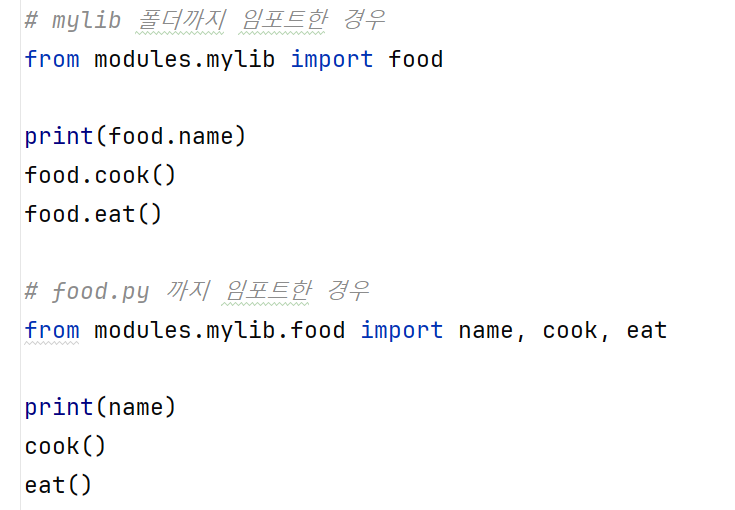 # mylib 폴더까지 임포트한 경우
from modules.mylib import food
print(food.name)
food.cook()
food.eat()
# food.py 까지 임포트한 경우
from modules.mylib.food import name, cook, eat
print(name)
cook()
eat()